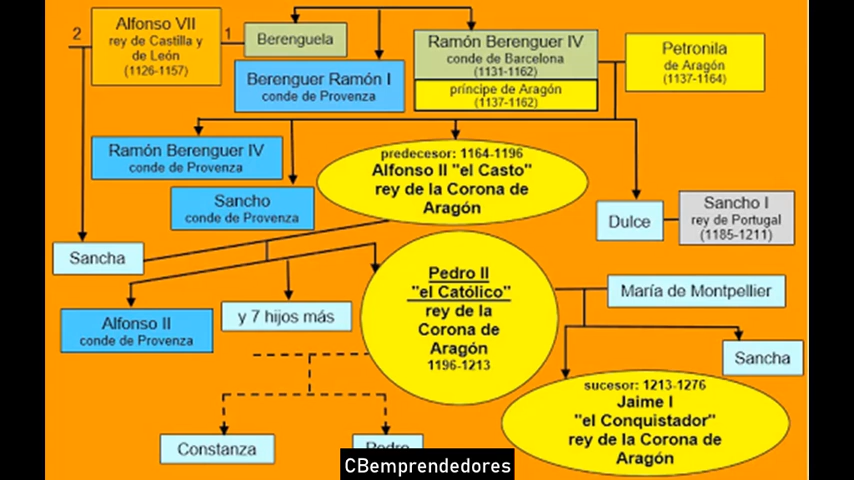 2
Alfonso VII
rey de Castilla y
de León
(1126-1157)
1
Berenguela
Berenguer Ramón I
conde de Provenza
Ramón Berenguer IV
conde de Barcelona
(1131-1162)
príncipe de Aragón
(1137-1162)
Petronila
de Aragón
(1137-1164)
Ramón Berenguer IV
conde de Provenza
Sancho
conde de Provenza
predecesor: 1164-1196
Alfonso II "el Casto"
rey de la Corona de
Aragón
Dulce
Sancho I
rey de Portugal
(1185-1211)
Sancha
Alfonso II
conde de Provenza
y 7 hijos más
Pedro II
"el Católico"
rey de la
Corona de
Aragón
1196-1213
María de Montpellier
Sancha
sucesor: 1213-1276
Jaime I
"el Conquistador"
rey de la Corona de
Aragón
Constanza
Pedro
CBemprendedores